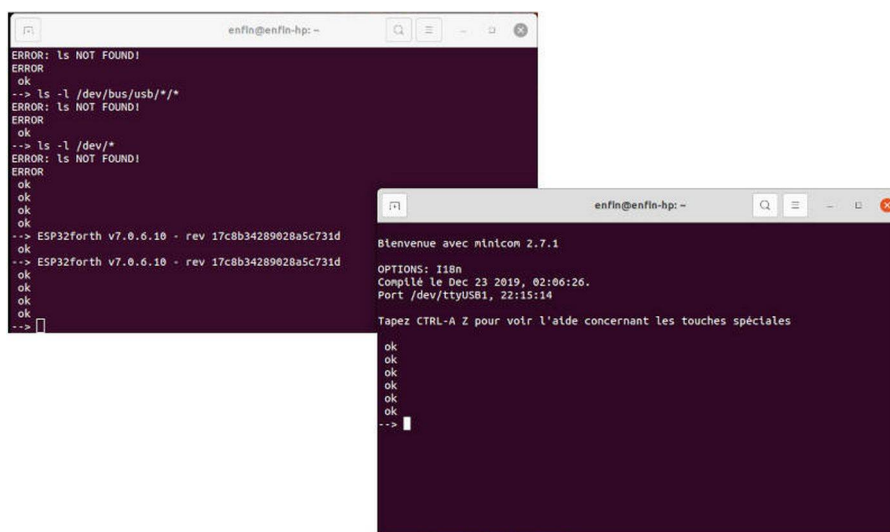 enfin@enfin-hp: ~
ERROR: ls NOT FOUND!
ERROR
ok
--> ls -l /dev/bus/usb/*/*
ERROR: ls NOT FOUND!
ERROR
ok
--> ls -l /dev/*
ERROR: ls NOT FOUND!
ERROR
ok
ok
ok
ok
--> ESP32forth v7.0.6.10 - rev 17c8b34289028a5c731d
ok
--> ESP32forth v7.0.6.10 - rev 17c8b34289028a5c731d
ok
ok
ok
ok
-->
enfin@enfin-hp: ~
Bienvenue avec minicom 2.7.1
OPTIONS: I18n
Compilé le Dec 23 2019, 02:06:26.
Port /dev/ttyUSB1, 22:15:14
Tapez CTRL-A Z pour voir l'aide concernant les touches spéciales
ok
ok
ok
ok
ok
ok
-->